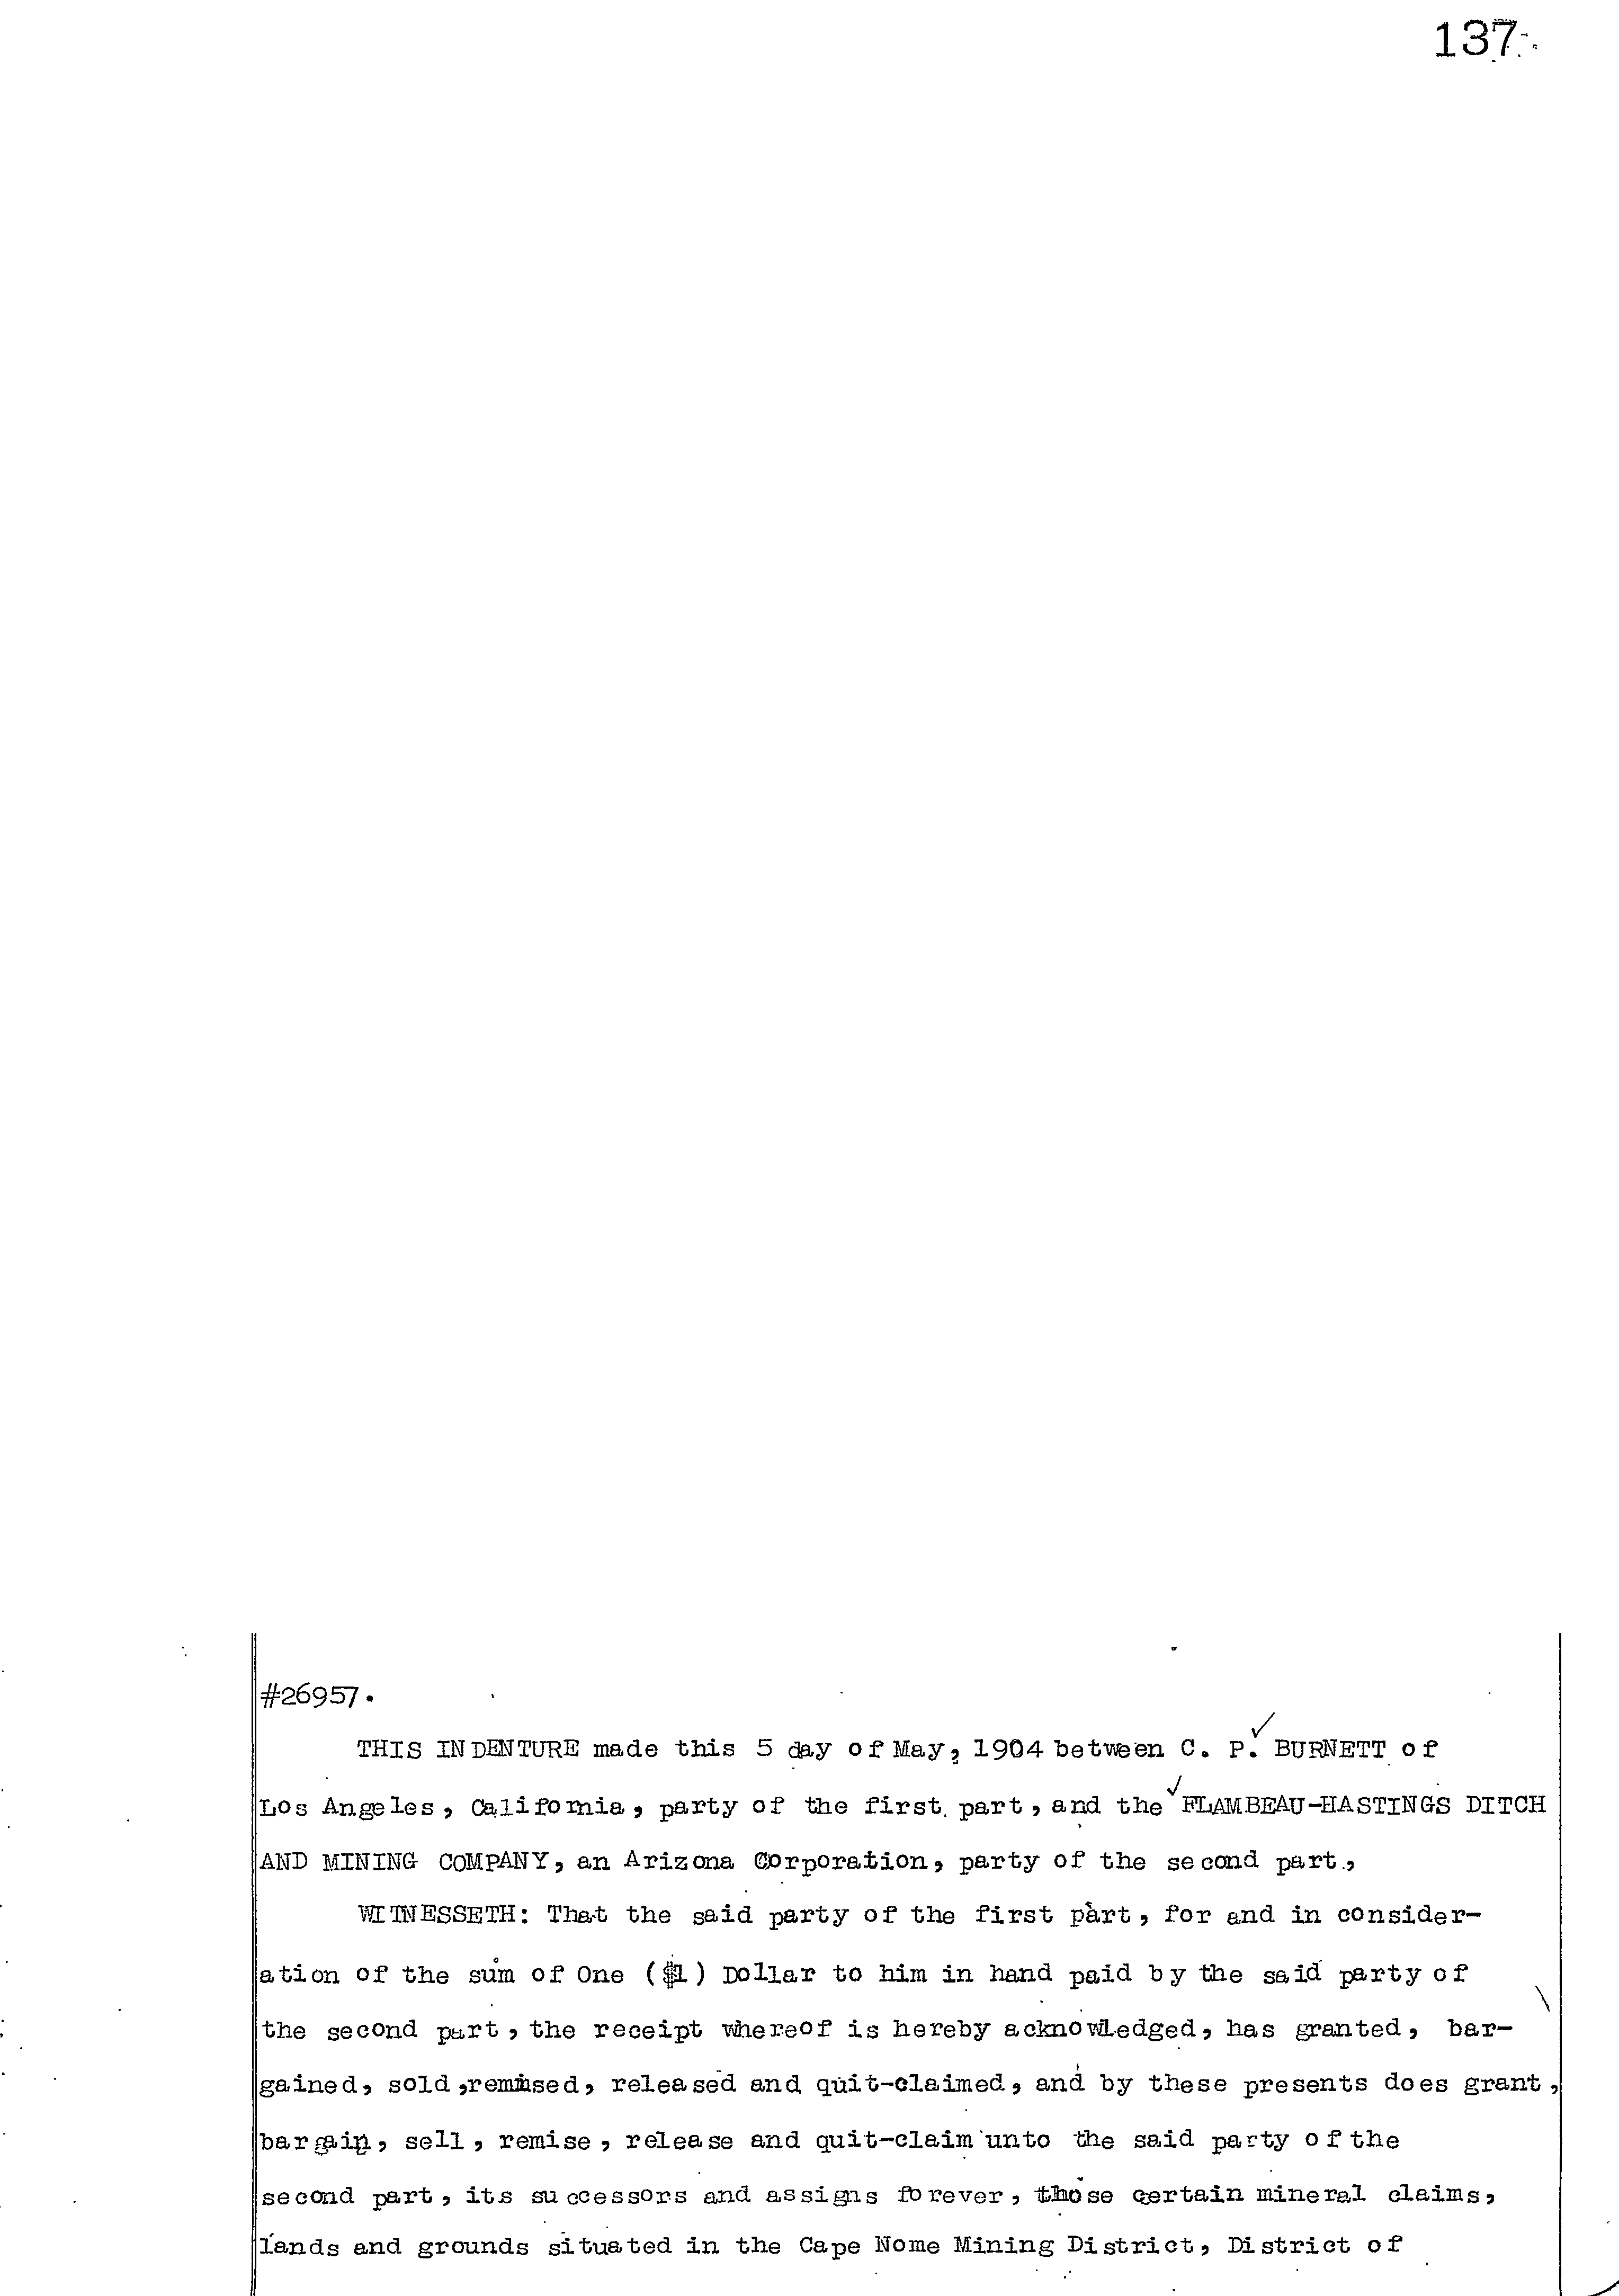 137
#26957.
THIS INDENTURE made this 5 day of May, 1904 between C. P. BURNETT of
Los Angeles, California, party of the first part, and the FLAMBEAU-HASTINGS DITCH
AND MINING COMPANY, an Arizona Corporation, party of the second part.,
WITNESSETH: That the said party of the first part, for and in consider-
ation of the sum of One ($1) Dollar to him in hand paid by the said party of
the second part, the receipt whereof is hereby acknowledged, has granted, bar-
gained, sold ,remised, released and quit-claimed, and by these presents does grant,
bargain, sell, remise, release and quit-claim unto the said party of the
second part, its successors and assigns forever, those certain mineral claims,
lands and grounds situated in the Cape Nome Mining District, District of